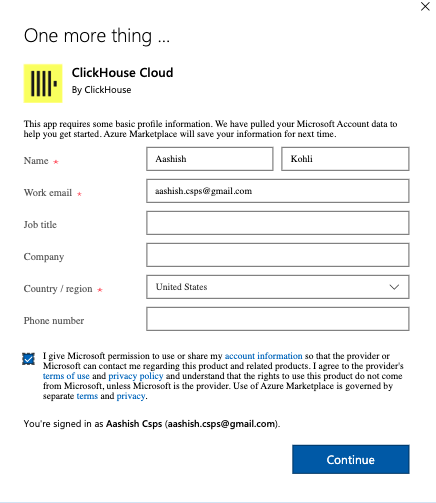 One more thing ...
ClickHouse Cloud
By ClickHouse
This app requires some basic profile information. We have pulled your Microsoft Account data to
help you get started. Azure Marketplace will save your information for next time.
Name * Aashish Kohli
Work email * aashish.csps@gmail.com
Job title
Company
Country / region * United States
Phone number
I give Microsoft permission to use or share my account information so that the provider or
Microsoft can contact me regarding this product and related products. I agree to the provider's
terms of use and privacy policy and understand that the rights to use this product do not come
from Microsoft, unless Microsoft is the provider. Use of Azure Marketplace is governed by
separate terms and privacy.
You're signed in as Aashish Csps (aashish.csps@gmail.com).
Continue